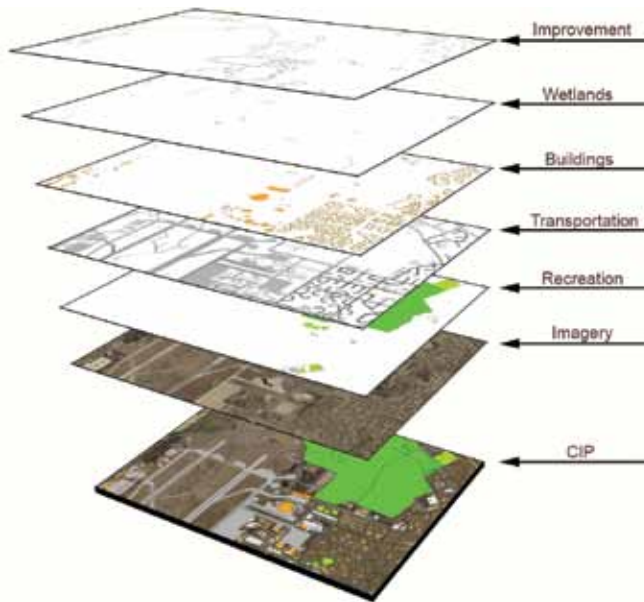 Improvement
Wetlands
Buildings
Transportation
Recreation
Imagery
CIP